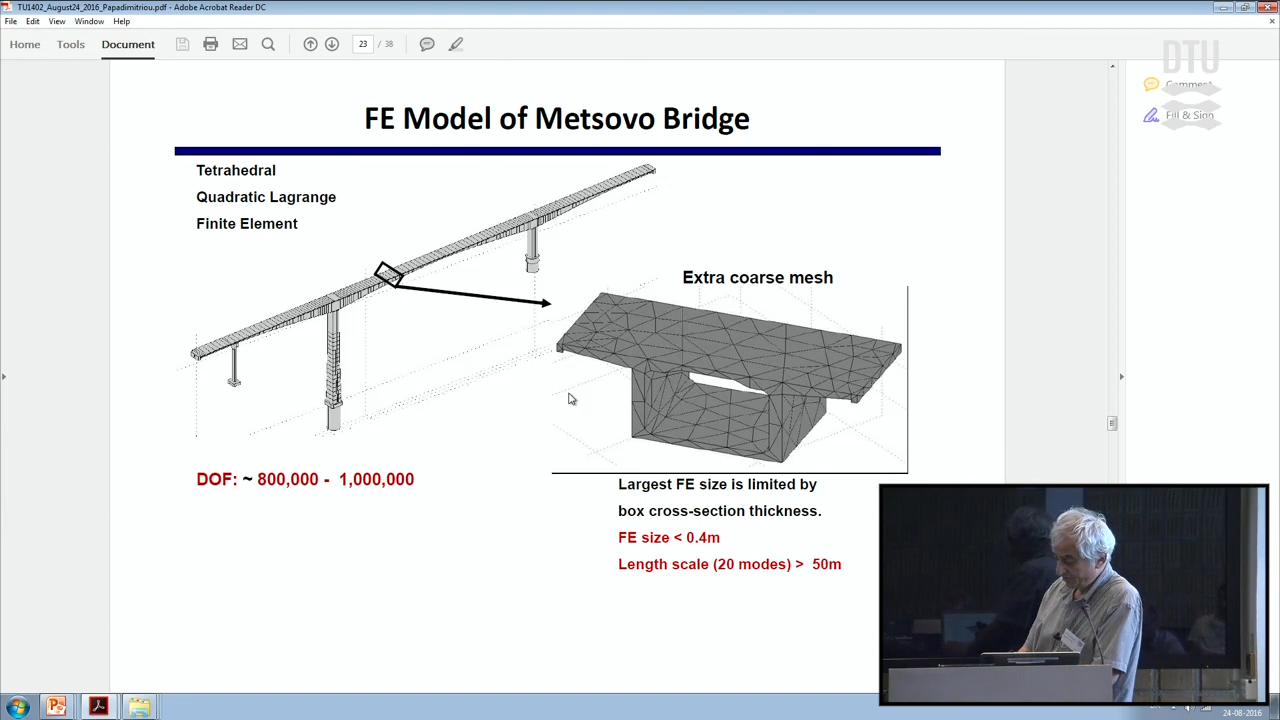 TU1402_August24_2016_Papadimitriou.pdf - Adobe Acrobat Reader DC
File Edit View Window Help
Home Tools Document 23 / 38
DTU
Comment
Fill & Sign
FE Model of Metsovo Bridge
Tetrahedral
Quadratic Lagrange
Finite Element
Extra coarse mesh
DOF: ~ 800,000 - 1,000,000
Largest FE size is limited by
box cross-section thickness.
FE size < 0.4m
Length scale (20 modes) > 50m
24-08-2016